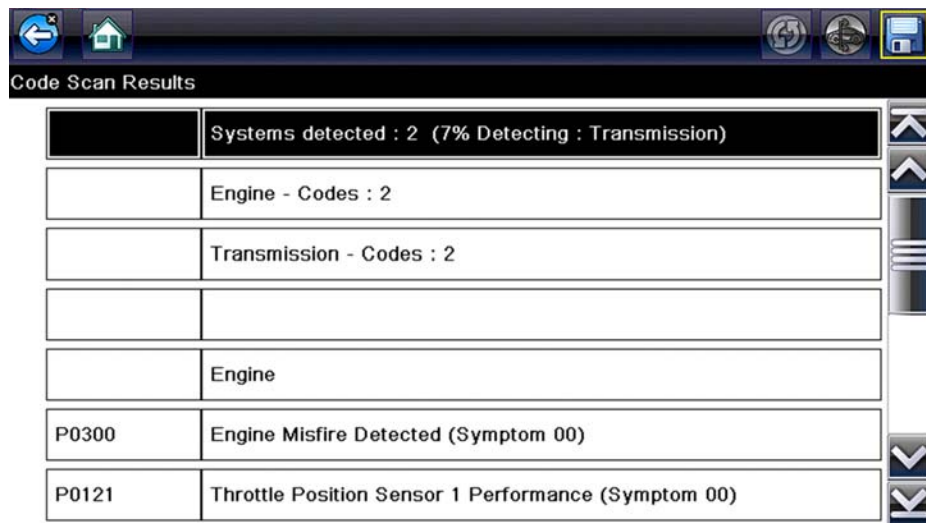 Code Scan Results
Systems detected : 2 (7% Detecting : Transmission)
Engine - Codes : 2
Transmission - Codes : 2
Engine
P0300 Engine Misfire Detected (Symptom 00)
P0121 Throttle Position Sensor 1 Performance (Symptom 00)